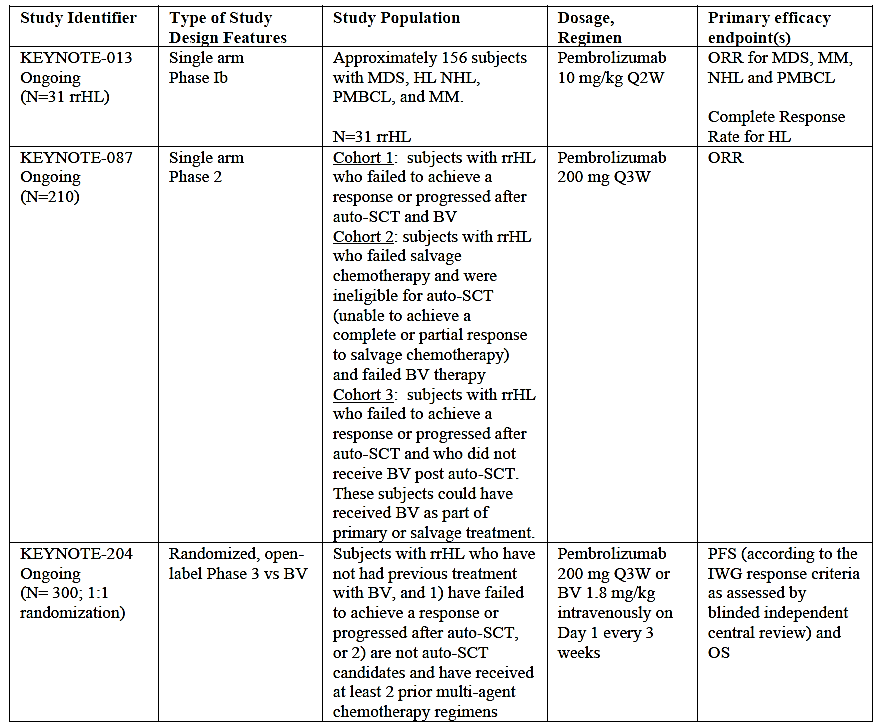 Study Identifier
Type of Study
Design Features
Study Population
Dosage,
Regimen
Primary efficacy
endpoint(s)
KEYNOTE-013
Ongoing
(N=31 rrHL)
Single arm
Phase Ib
Approximately 156 subjects
with MDS, HL NHL,
PMBCL, and MM.
N=31 rrHL
Pembrolizumab
10 mg/kg Q2W
ORR for MDS, MM,
NHL and PMBCL
Complete Response
Rate for HL
KEYNOTE-087
Ongoing
(N=210)
Single arm
Phase 2
Cohort 1: subjects with rrHL
who failed to achieve a
response or progressed after
auto-SCT and BV
Cohort 2: subjects with rrHL
who failed salvage
chemotherapy and were
ineligible for auto-SCT
(unable to achieve a
complete or partial response
to salvage chemotherapy)
and failed BV therapy
Cohort 3: subjects with rrHL
who failed to achieve a
response or progressed after
auto-SCT and who did not
receive BV post auto-SCT.
These subjects could have
received BV as part of
primary or salvage treatment.
Pembrolizumab
200 mg Q3W
ORR
KEYNOTE-204
Ongoing
(N= 300; 1:1
randomization)
Randomized, open-
label Phase 3 vs BV
Subjects with rrHL who have
not had previous treatment
with BV, and 1) have failed
to achieve a response or
progressed after auto-SCT,
or 2) are not auto-SCT
candidates and have received
at least 2 prior multi-agent
chemotherapy regimens
Pembrolizumab
200 mg Q3W or
BV 1.8 mg/kg
intravenously on
Day 1 every 3
weeks
PFS (according to the
IWG response criteria
as assessed by
blinded independent
central review) and
OS